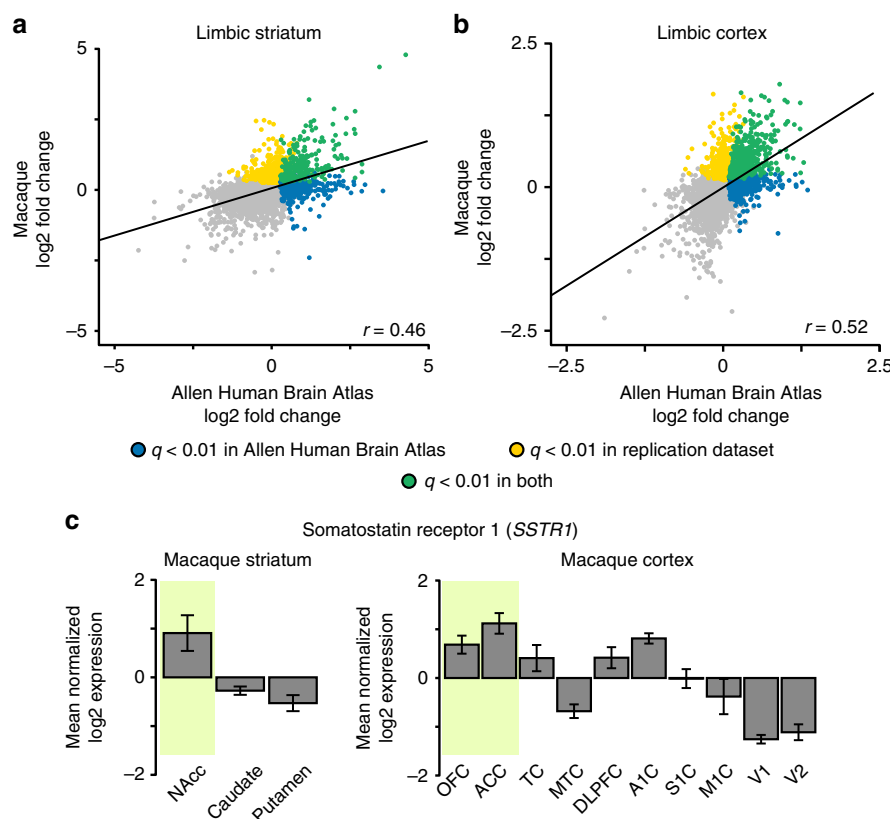 a
Limbic striatum
5
0
−5
Macaque
log2 fold change
−5
0
5
r = 0.46
Allen Human Brain Atlas
log2 fold change
b
Limbic cortex
2.5
0
−2.5
Macaque
log2 fold change
−2.5
0
2.5
r = 0.52
Allen Human Brain Atlas
log2 fold change
q < 0.01 in Allen Human Brain Atlas
q < 0.01 in replication dataset
q < 0.01 in both
c
Somatostatin receptor 1 (SSTR1)
Macaque striatum
2
0
−2
Mean normalized
log2 expression
NAcc
Caudate
Putamen
Macaque cortex
2
0
−2
Mean normalized
log2 expression
OFC
ACC
TC
MTC
DLPFC
A1C
S1C
M1C
V1
V2